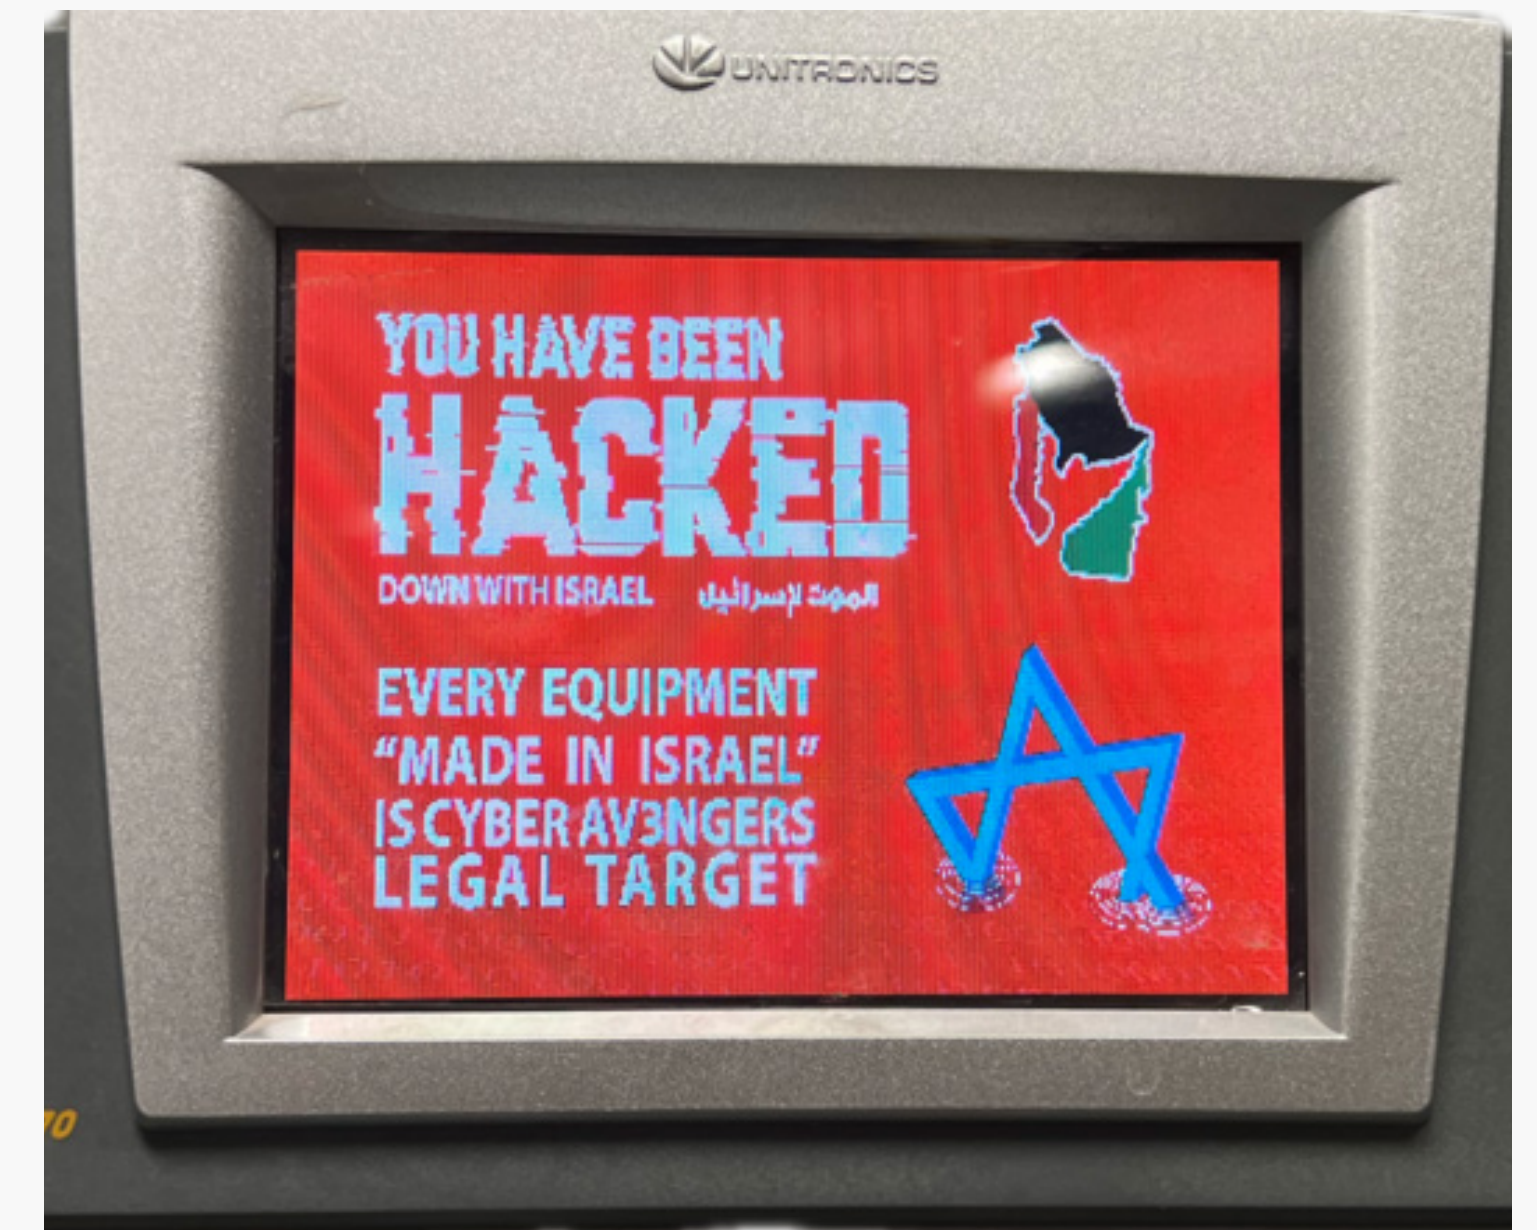 UNITRONICS
YOU HAVE BEEN
HACKED
DOWN WITH ISRAEL الموت لإسرائيل
EVERY EQUIPMENT
“MADE IN ISRAEL”
IS CYBER AV3NGERS
LEGAL TARGET
70